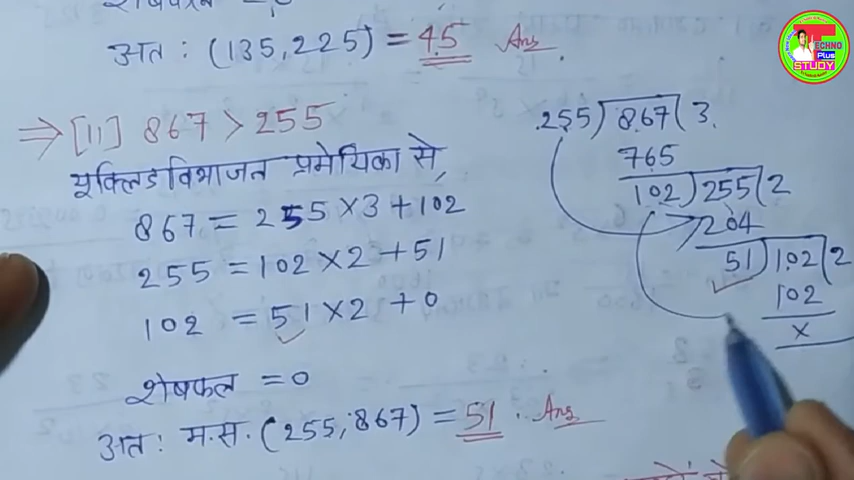 अत : (135,225) = 45 Ans.
⇒ [11] 867 > 255
यूक्लिड विभाजन प्रमेयिका से,
867 = 255 × 3 + 102
255 = 102 × 2 + 51
102 = 51 × 2 + 0
शेषफल = 0
अत: म.स. (255, 867) = 51. Ans
255) 867 ( 3
765
102) 255 ( 2
204
51) 102 ( 2
102
×
TECHNO
Plus
STUDY